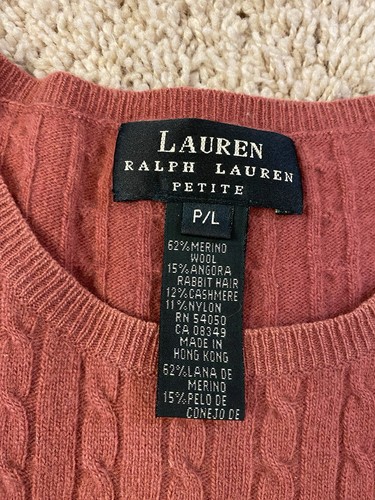 LAUREN
RALPH LAUREN
PETITE
P/L
62% MERINO
WOOL
15% ANGORA
RABBIT HAIR
12% CASHMERE
11% NYLON
RN 54050
CA 08349
MADE IN
HONG KONG
62% LANA DE
MERINO
15% PELO DE
CONEJO DE